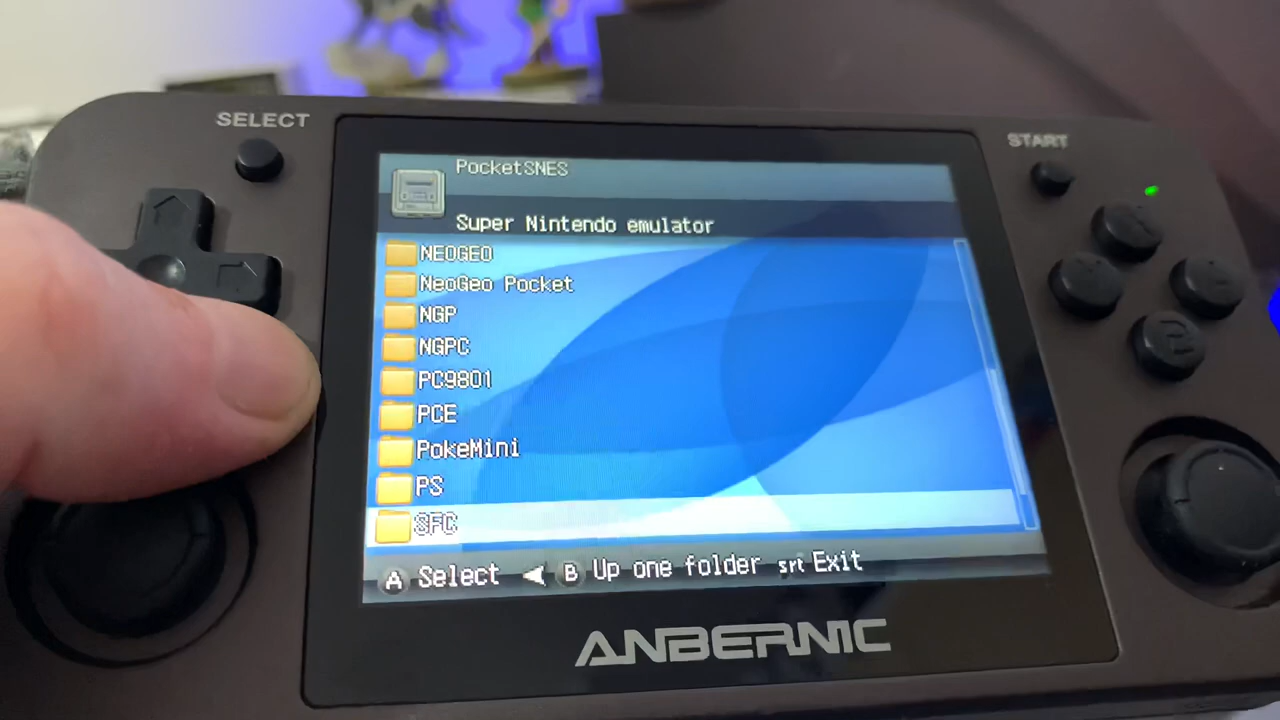 SELECT
START
PocketSNES
Super Nintendo emulator
NEOGEO
NeoGeo Pocket
NGP
NGPC
PC9801
PCE
PokeMini
PS
SFC
A Select ◀ B Up one folder srt Exit
ANBERNIC